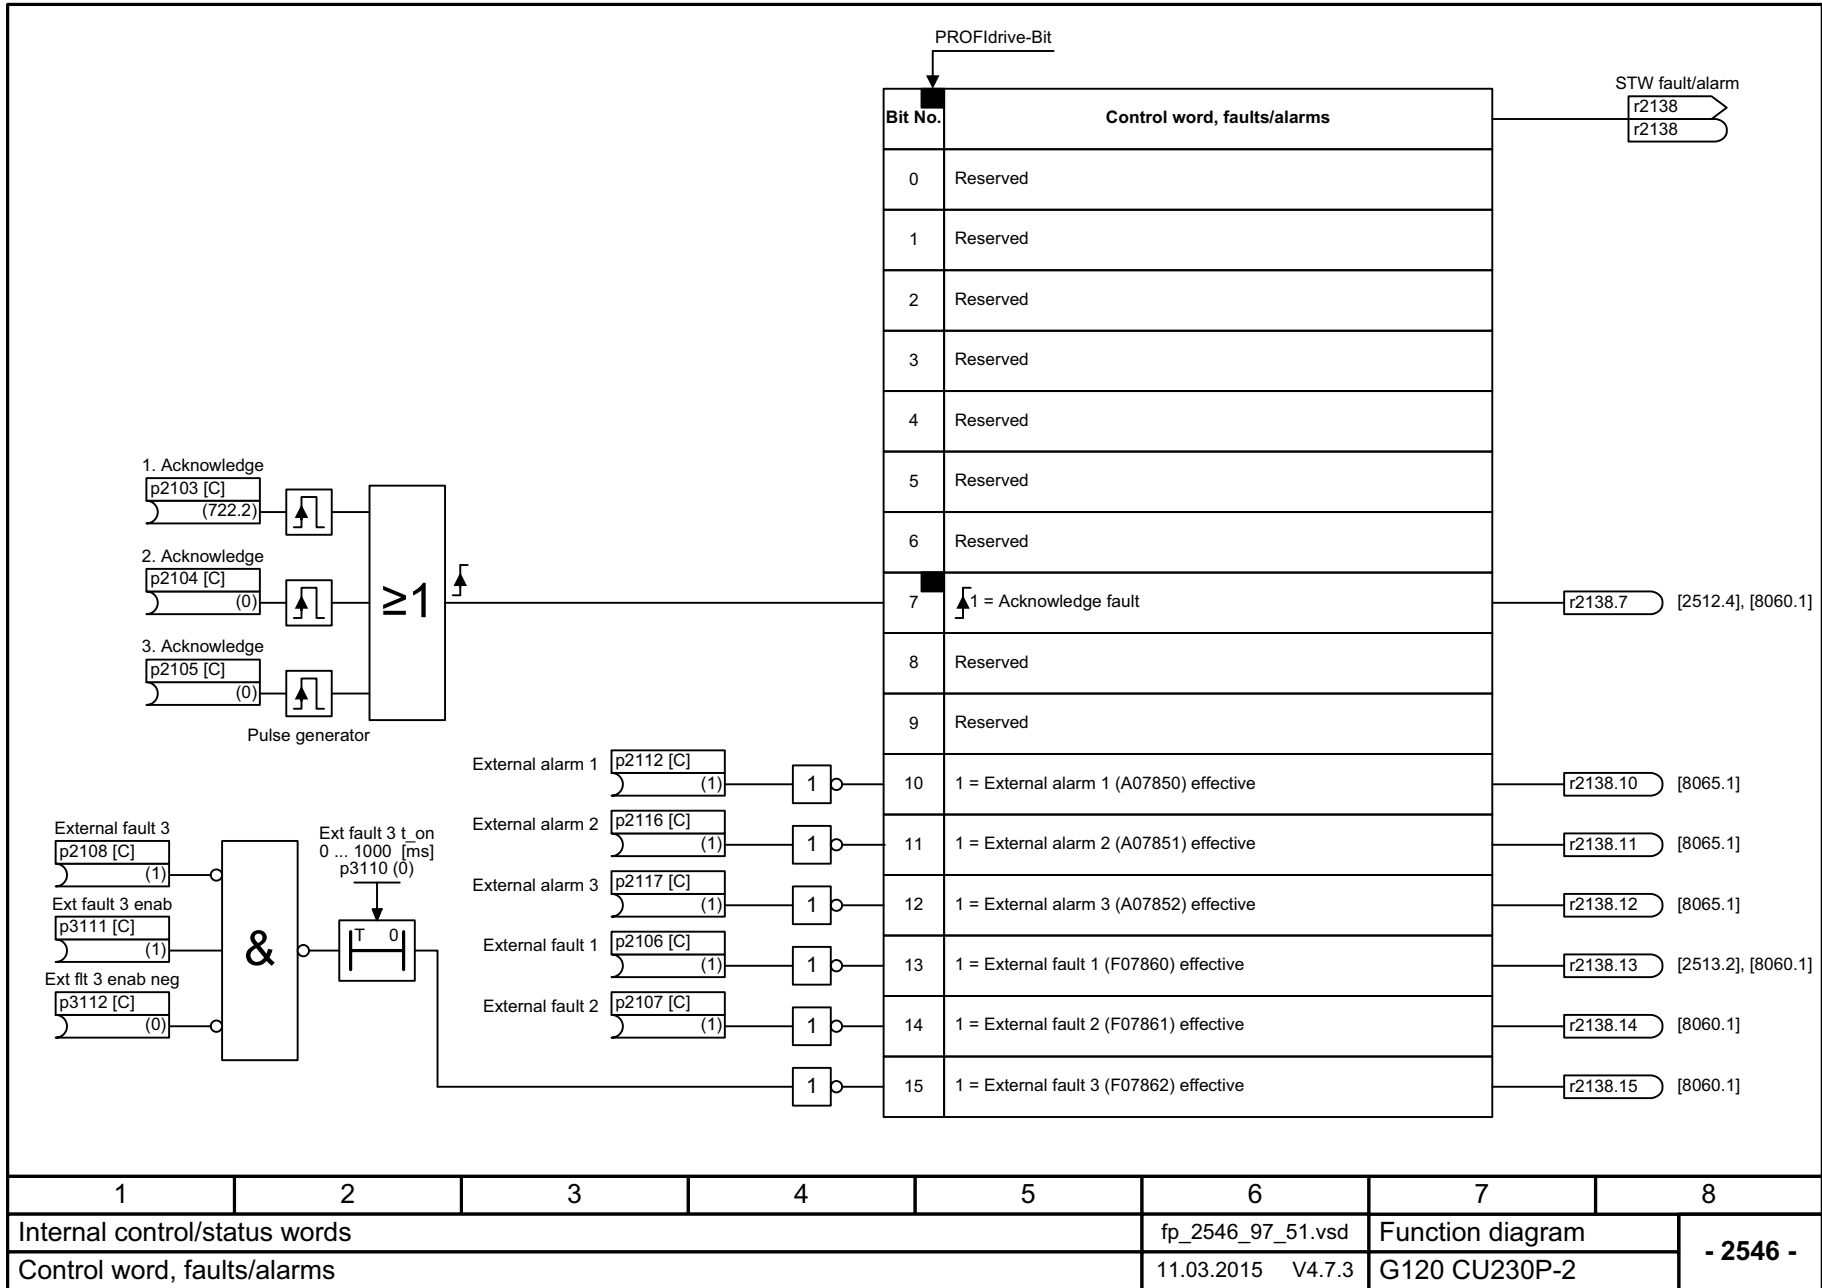 PROFIdrive-Bit
STW fault/alarm
r2138
r2138
Bit No. Control word, faults/alarms
0 Reserved
1 Reserved
2 Reserved
3 Reserved
4 Reserved
5 Reserved
6 Reserved
7 1 = Acknowledge fault r2138.7 [2512.4], [8060.1]
8 Reserved
9 Reserved
10 1 = External alarm 1 (A07850) effective r2138.10 [8065.1]
11 1 = External alarm 2 (A07851) effective r2138.11 [8065.1]
12 1 = External alarm 3 (A07852) effective r2138.12 [8065.1]
13 1 = External fault 1 (F07860) effective r2138.13 [2513.2], [8060.1]
14 1 = External fault 2 (F07861) effective r2138.14 [8060.1]
15 1 = External fault 3 (F07862) effective r2138.15 [8060.1]
1. Acknowledge
p2103 [C]
(722.2)
2. Acknowledge
p2104 [C]
(0)
3. Acknowledge
p2105 [C]
(0)
≥1
Pulse generator
External alarm 1 p2112 [C]
(1) 1
External alarm 2 p2116 [C]
(1) 1
External alarm 3 p2117 [C]
(1) 1
External fault 1 p2106 [C]
(1) 1
External fault 2 p2107 [C]
(1) 1
1
External fault 3
p2108 [C]
(1)
Ext fault 3 enab
p3111 [C]
(1)
Ext flt 3 enab neg
p3112 [C]
(0)
&
Ext fault 3 t_on
0 ... 1000 [ms]
p3110 (0)
T 0
1 2 3 4 5 6 7 8
Internal control/status words fp_2546_97_51.vsd Function diagram
- 2546 -
Control word, faults/alarms 11.03.2015 V4.7.3 G120 CU230P-2